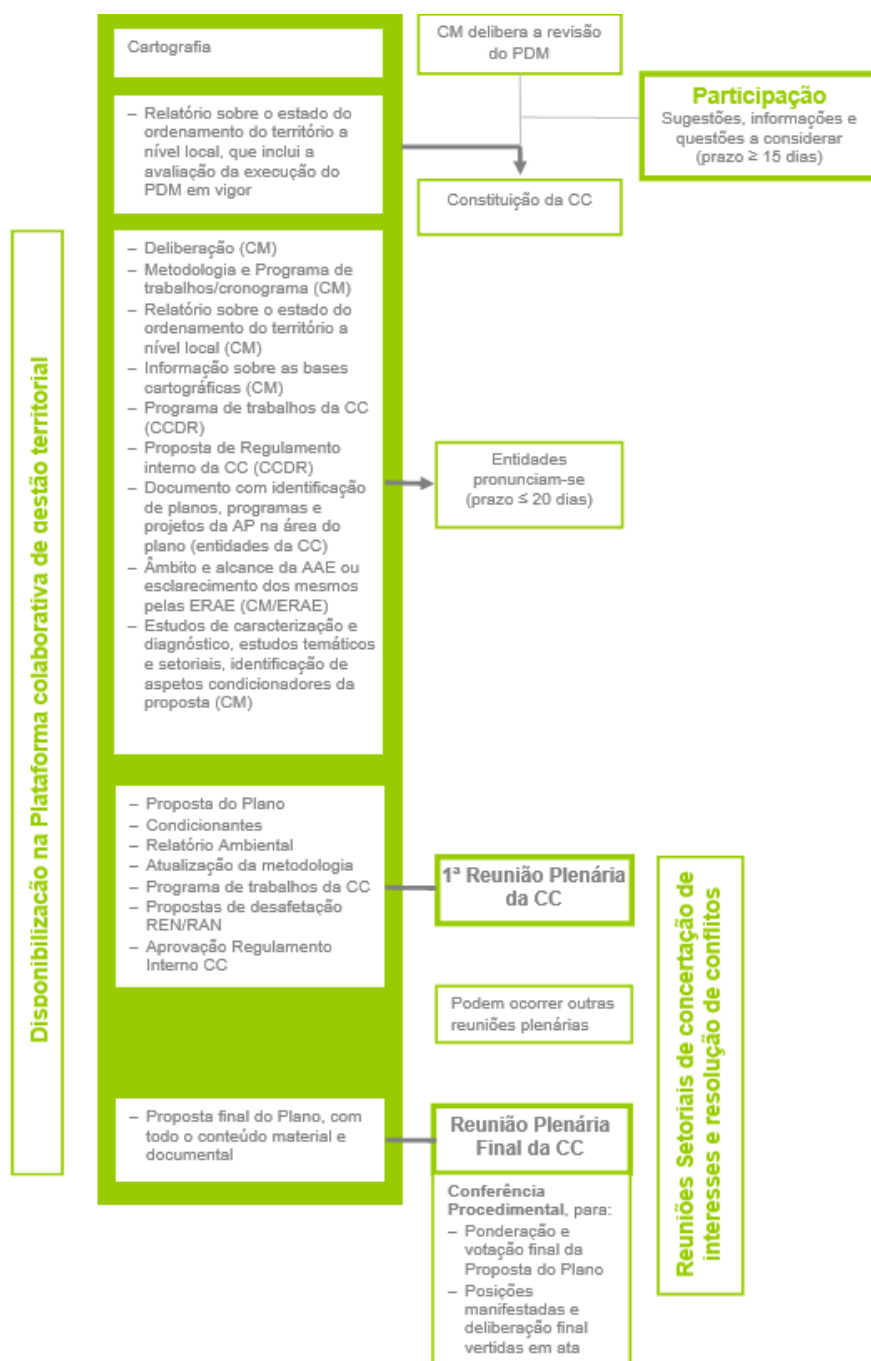 Cartografia
CM delibera a revisão
do PDM
Participação
Sugestões, informações e
questões a considerar
(prazo ≥ 15 dias)
– Relatório sobre o estado do
ordenamento do território a
nível local, que inclui a
avaliação da execução do
PDM em vigor
Constituição da CC
Disponibilização na Plataforma colaborativa de gestão territorial
– Deliberação (CM)
– Metodologia e Programa de
trabalhos/cronograma (CM)
– Relatório sobre o estado do
ordenamento do território a
nível local (CM)
– Informação sobre as bases
cartográficas (CM)
– Programa de trabalhos da CC
(CCDR)
– Proposta de Regulamento
interno da CC (CCDR)
– Documento com identificação
de planos, programas e
projetos da AP na área do
plano (entidades da CC)
– Âmbito e alcance da AAE ou
esclarecimento dos mesmos
pelas ERAE (CM/ERAE)
– Estudos de caracterização e
diagnóstico, estudos temáticos
e setoriais, identificação de
aspetos condicionadores da
proposta (CM)
Entidades
pronunciam-se
(prazo ≤ 20 dias)
– Proposta do Plano
– Condicionantes
– Relatório Ambiental
– Atualização da metodologia
– Programa de trabalhos da CC
– Propostas de desafetação
REN/RAN
– Aprovação Regulamento
Interno CC
1ª Reunião Plenária
da CC
Podem ocorrer outras
reuniões plenárias
Reuniões Setoriais de concertação de
interesses e resolução de conflitos
– Proposta final do Plano, com
todo o conteúdo material e
documental
Reunião Plenária
Final da CC
Conferência
Procedimental, para:
– Ponderação e
votação final da
Proposta do Plano
– Posições
manifestadas e
deliberação final
vertidas em ata